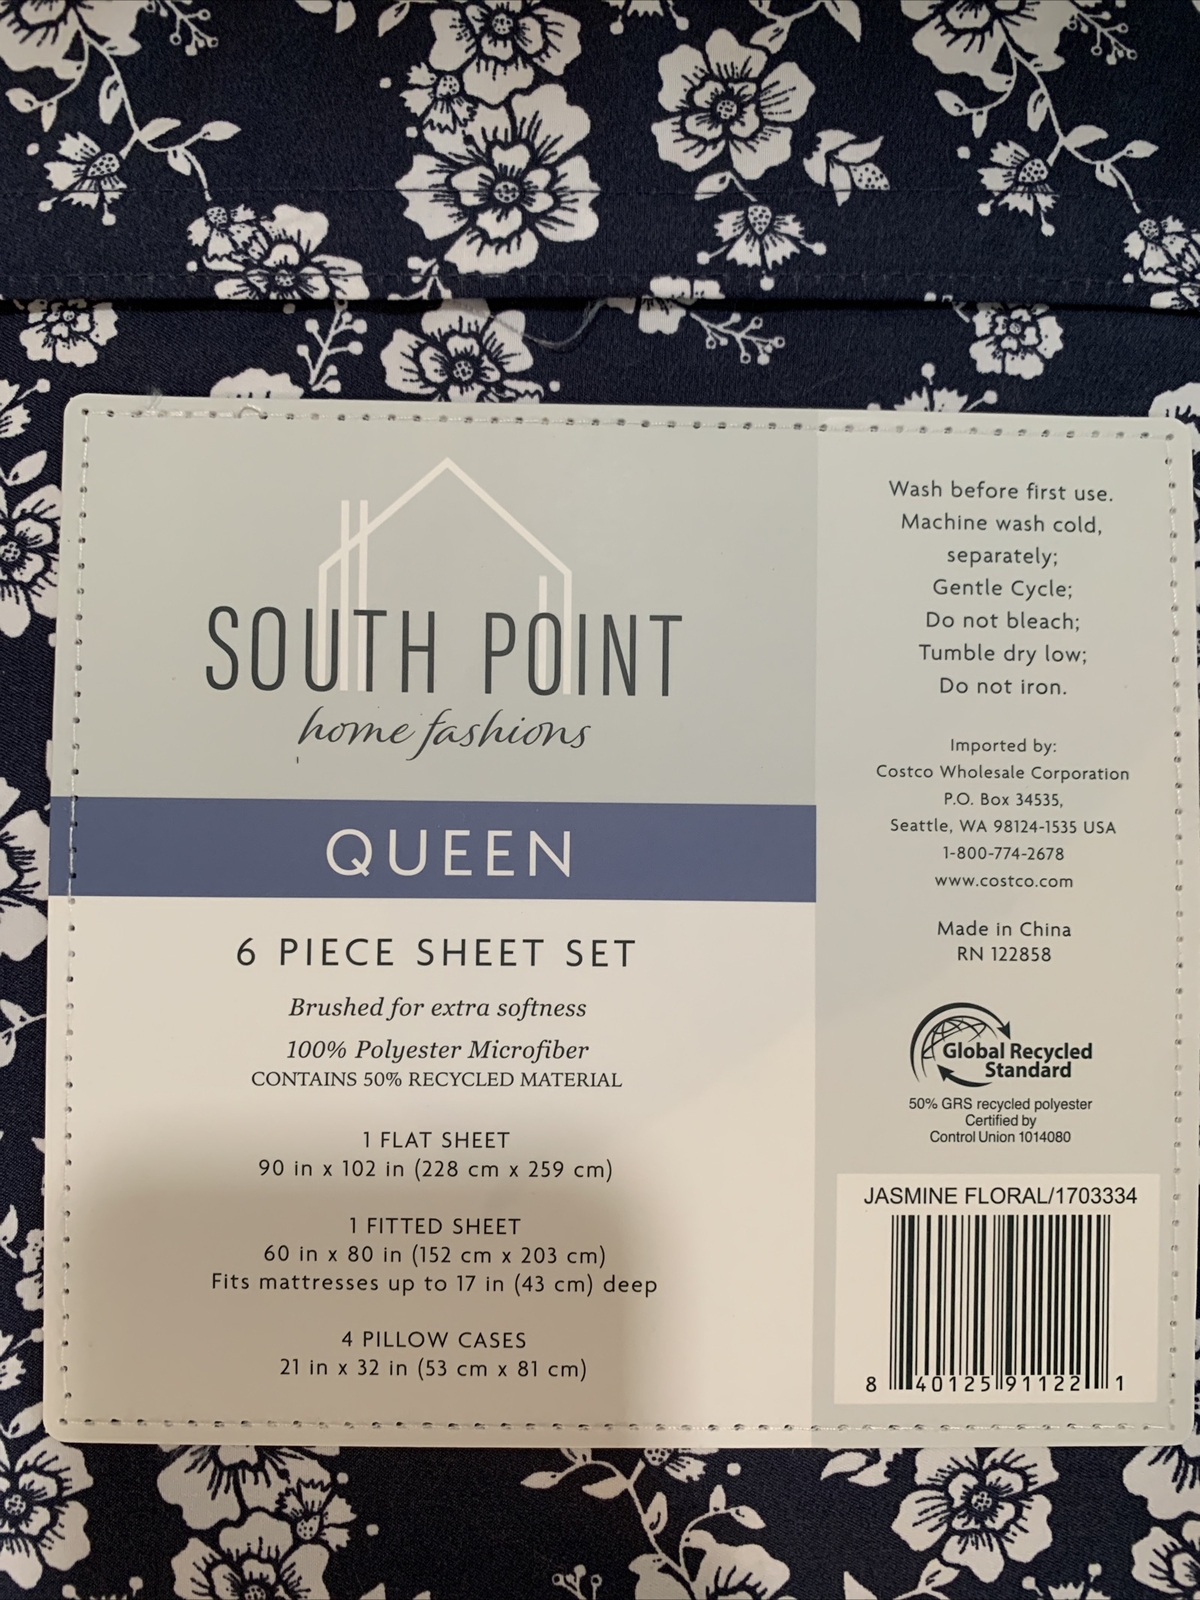 SOUTH POINT
home fashions
QUEEN
6 PIECE SHEET SET
Brushed for extra softness
100% Polyester Microfiber
CONTAINS 50% RECYCLED MATERIAL
1 FLAT SHEET
90 in x 102 in (228 cm x 259 cm)
1 FITTED SHEET
60 in x 80 in (152 cm x 203 cm)
Fits mattresses up to 17 in (43 cm) deep
4 PILLOW CASES
21 in x 32 in (53 cm x 81 cm)
Wash before first use.
Machine wash cold,
separately;
Gentle Cycle;
Do not bleach;
Tumble dry low;
Do not iron.
Imported by:
Costco Wholesale Corporation
P.O. Box 34535,
Seattle, WA 98124-1535 USA
1-800-774-2678
www.costco.com
Made in China
RN 122858
Global Recycled
Standard
50% GRS recycled polyester
Certified by
Control Union 1014080
JASMINE FLORAL/1703334
8 40125 91122 1